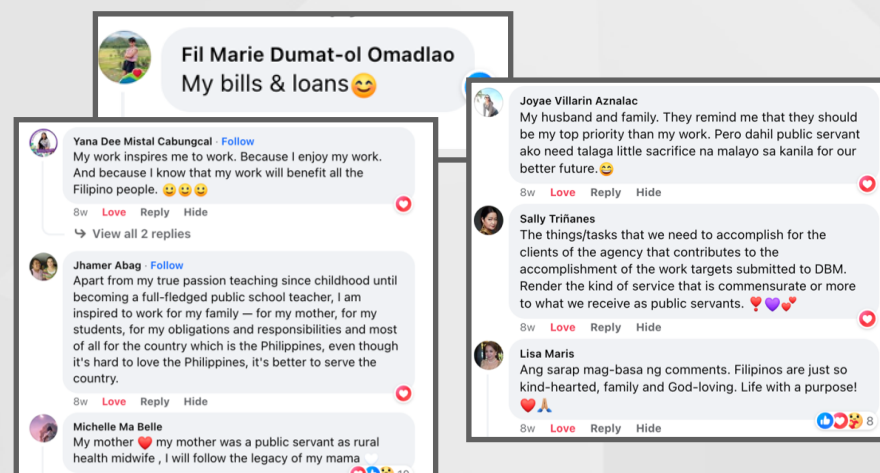 Fil Marie Dumat-ol Omadlao
My bills & loans😊
Yana Dee Mistal Cabungcal · Follow
My work inspires me to work. Because I enjoy my work.
And because I know that my work will benefit all the
Filipino people. 🙂🙂🙂
8w Love Reply Hide
View all 2 replies
Jhamer Abag · Follow
Apart from my true passion teaching since childhood until
becoming a full-fledged public school teacher, I am
inspired to work for my family — for my mother, for my
students, for my obligations and responsibilities and most
of all for the country which is the Philippines, even though
it's hard to love the Philippines, it's better to serve the
country.
8w Love Reply Hide
Michelle Ma Belle
My mother ❤️ my mother was a public servant as rural
health midwife , I will follow the legacy of my mama 🤍
Joyae Villarin Aznalac
My husband and family. They remind me that they should
be my top priority than my work. Pero dahil public servant
ako need talaga little sacrifice na malayo sa kanila for our
better future.😅
8w Love Reply Hide
Sally Triñanes
The things/tasks that we need to accomplish for the
clients of the agency that contributes to the
accomplishment of the work targets submitted to DBM.
Render the kind of service that is commensurate or more
to what we receive as public servants. ❣️💜💕
8w Love Reply Hide
Lisa Maris
Ang sarap mag-basa ng comments. Filipinos are just so
kind-hearted, family and God-loving. Life with a purpose!
❤️🙏
8w Love Reply Hide 8